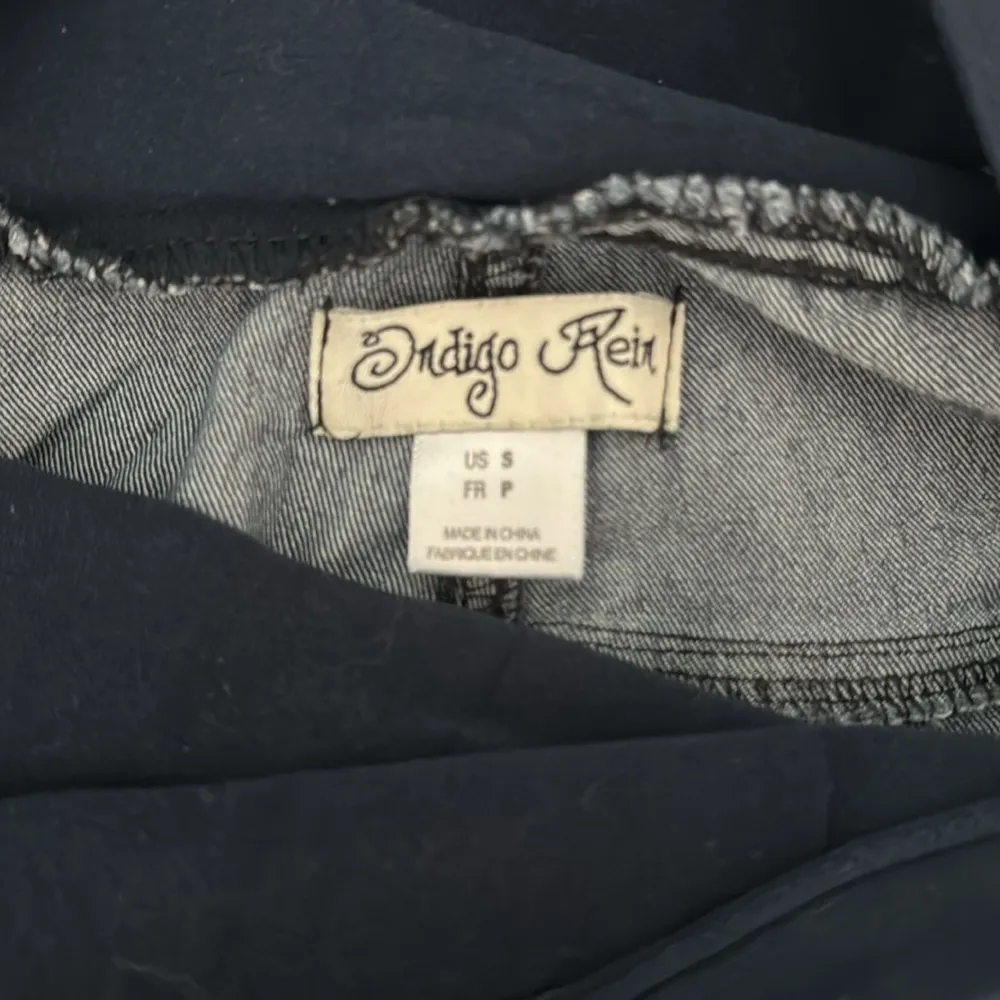 Indigo Rein
US S
FR P
MADE IN CHINA
FABRIQUE EN CHINE